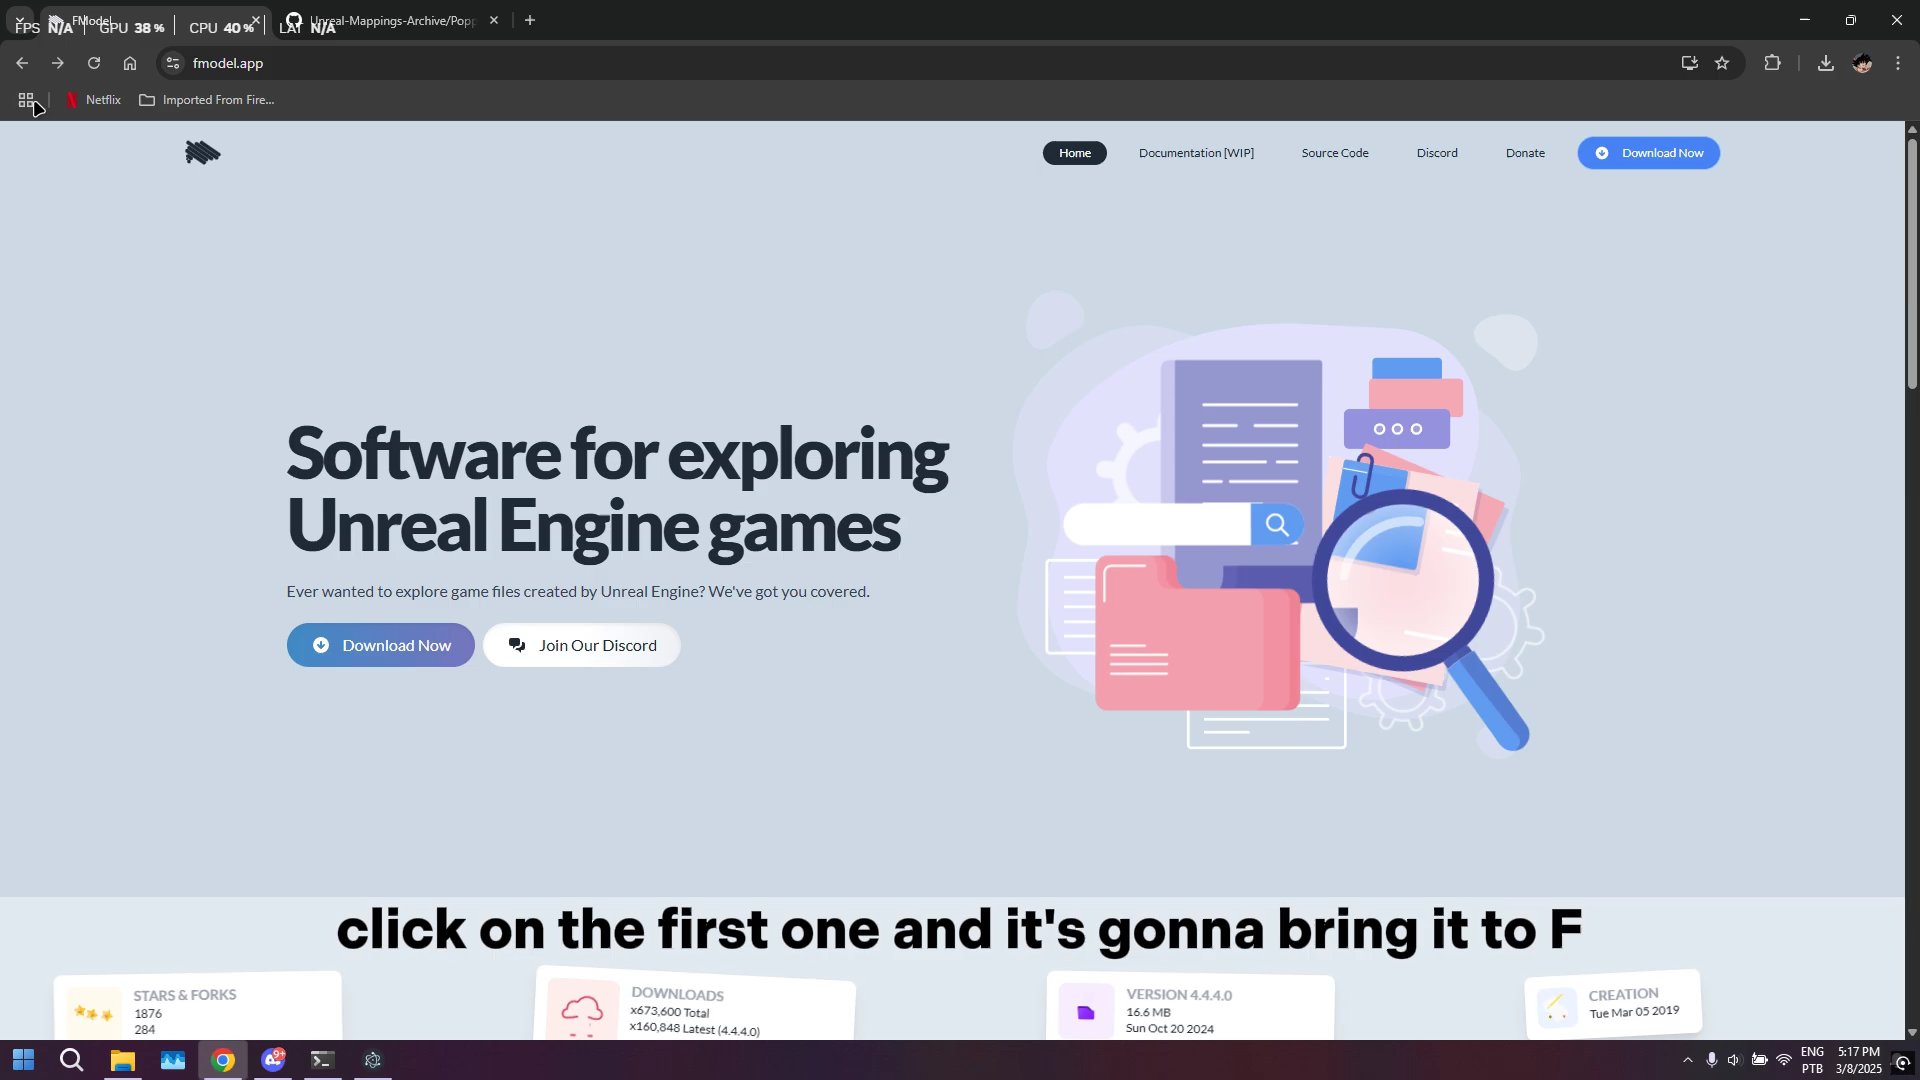 FModel
Unreal-Mappings-Archive/Popp
FPS N/A GPU 38 % CPU 40 % LAT N/A
fmodel.app
Netflix
Imported From Fire...
Home
Documentation [WIP]
Source Code
Discord
Donate
Download Now
Software for exploring
Unreal Engine games
Ever wanted to explore game files created by Unreal Engine? We've got you covered.
Download Now
Join Our Discord
click on the first one and it's gonna bring it to F
STARS & FORKS
1876
284
DOWNLOADS
x673,600 Total
x160,848 Latest (4.4.4.0)
VERSION 4.4.4.0
16.6 MB
Sun Oct 20 2024
CREATION
Tue Mar 05 2019
9+
ENG
PTB
5:17 PM
3/8/2025